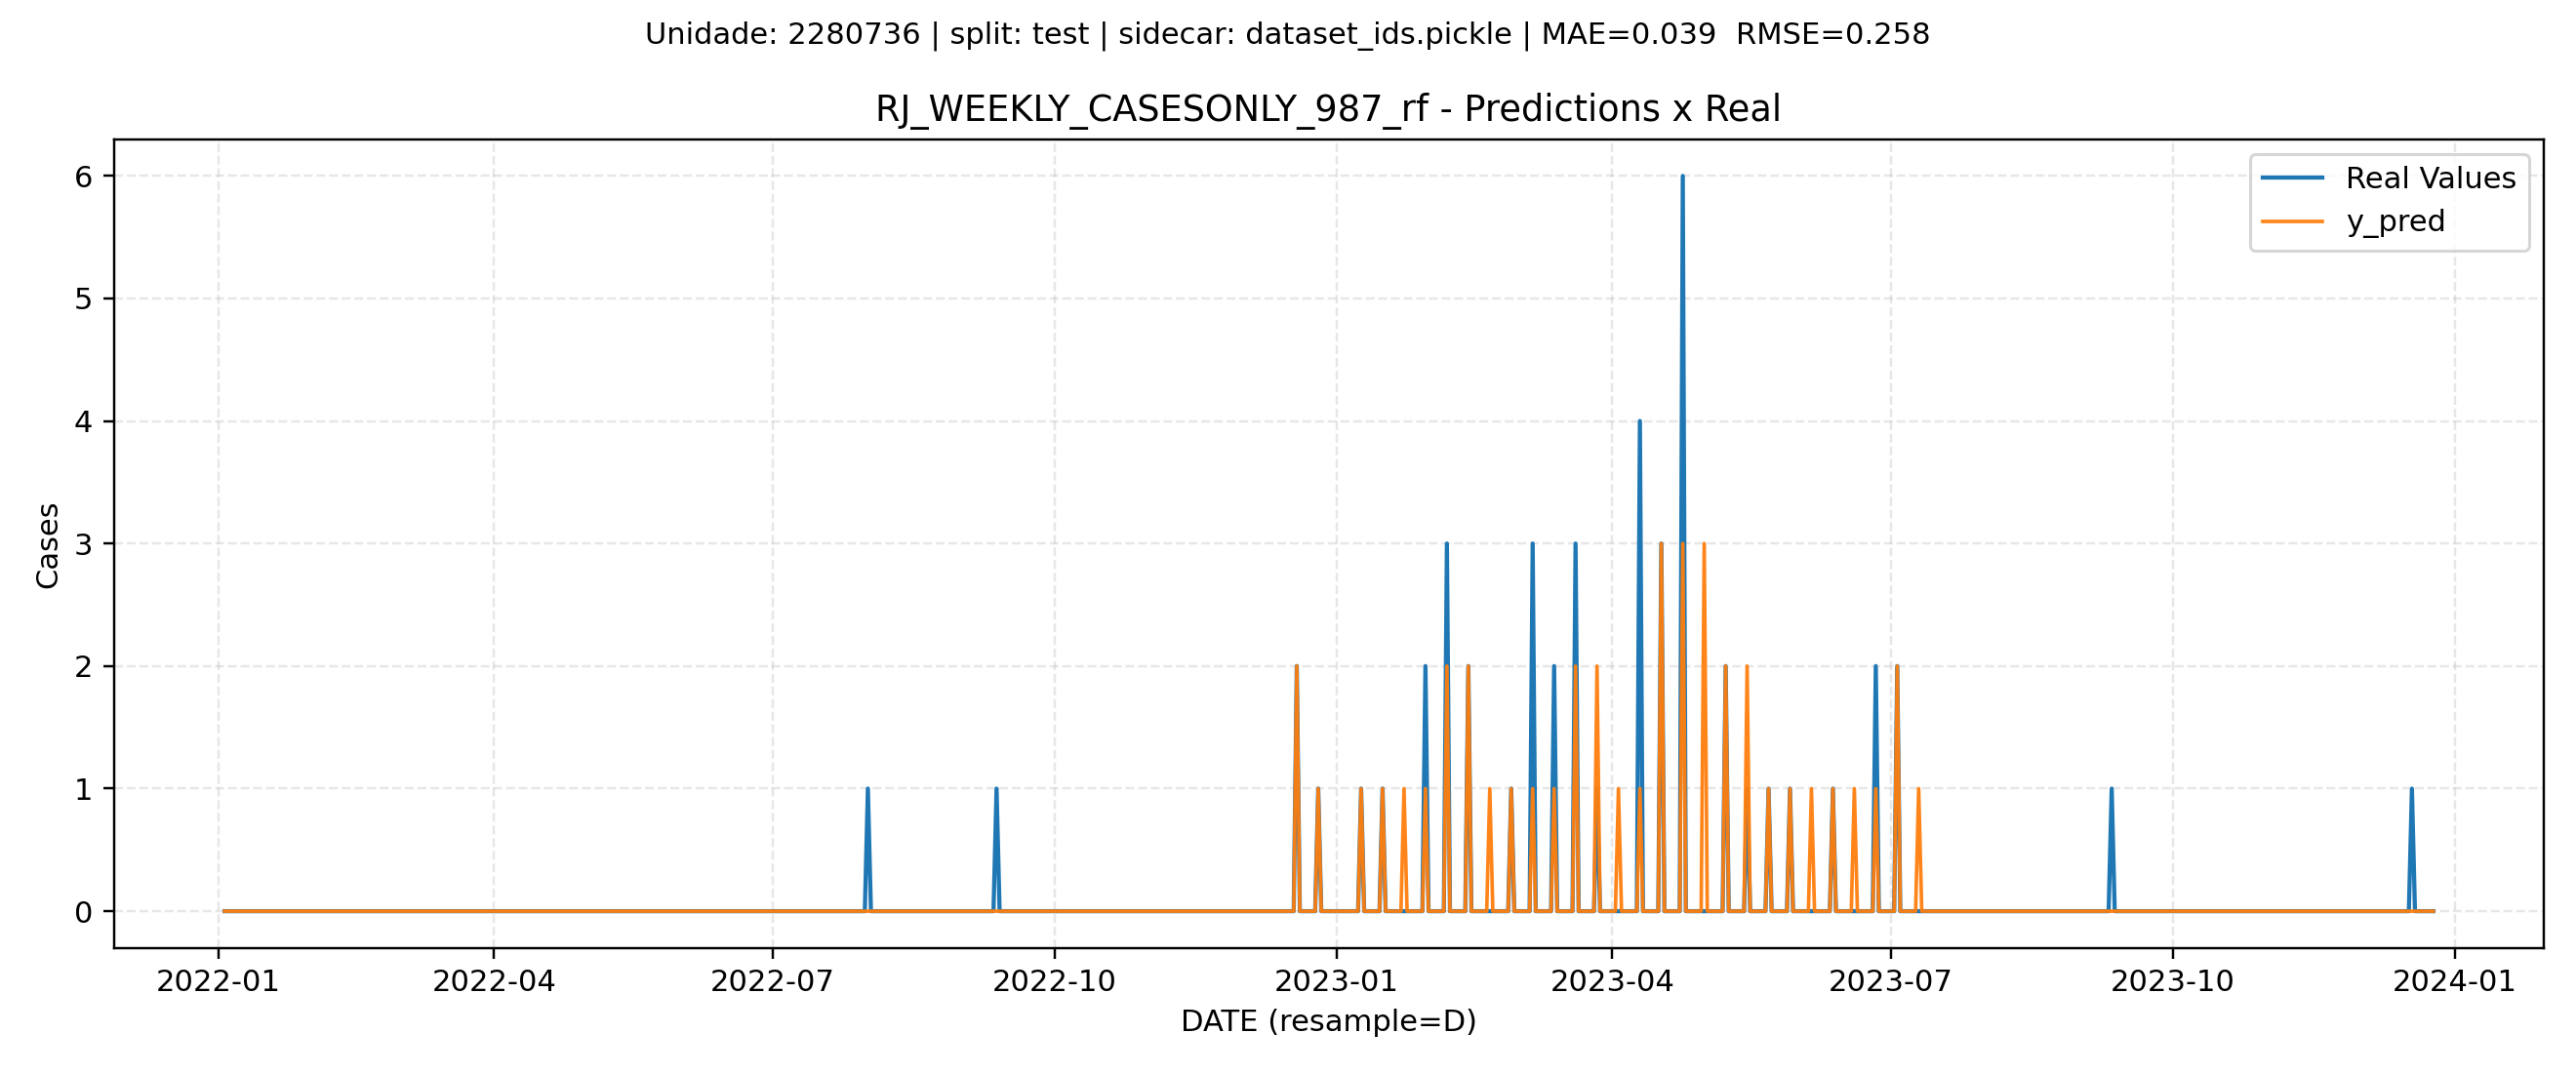 Unidade: 2280736 | split: test | sidecar: dataset_ids.pickle | MAE=0.039  RMSE=0.258
RJ_WEEKLY_CASESONLY_987_rf - Predictions x Real
Real Values
y_pred
6
5
4
3
2
1
0
Cases
2022-01
2022-04
2022-07
2022-10
2023-01
2023-04
2023-07
2023-10
2024-01
DATE (resample=D)